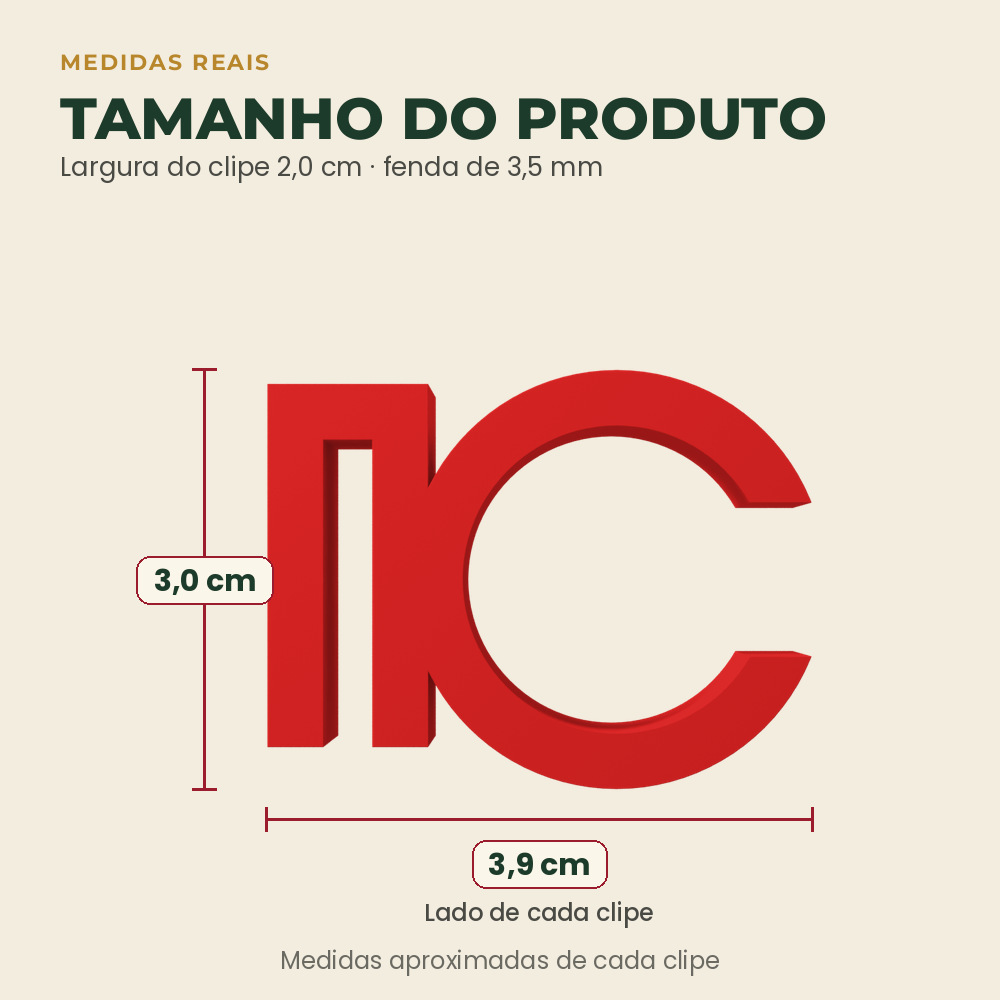 MEDIDAS REAIS
TAMANHO DO PRODUTO
Largura do clipe 2,0 cm · fenda de 3,5 mm
3,0 cm
3,9 cm
Lado de cada clipe
Medidas aproximadas de cada clipe